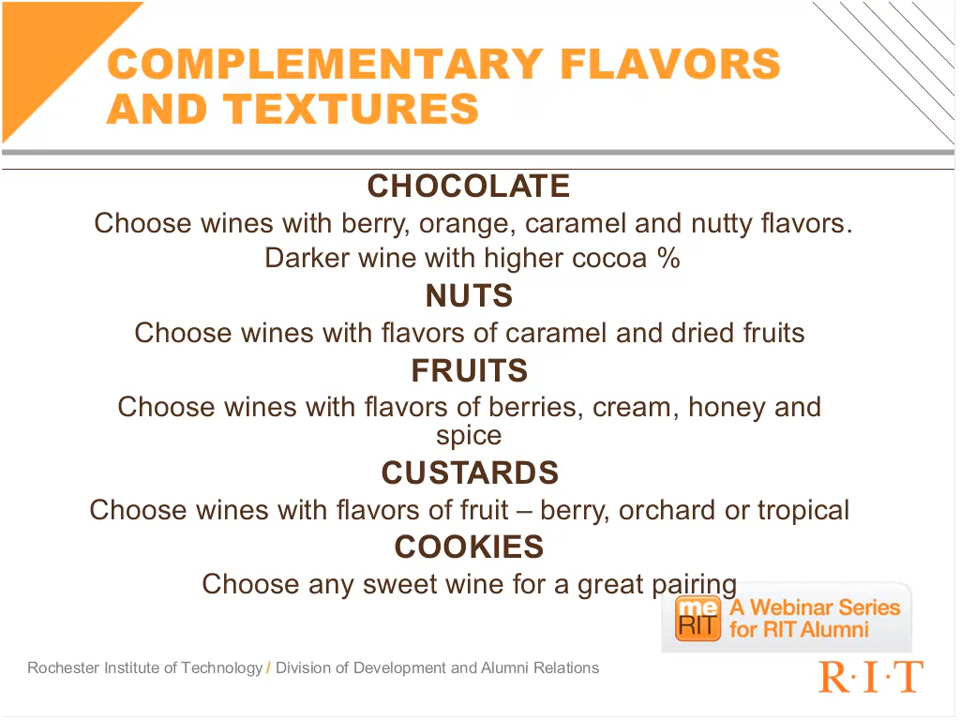 COMPLEMENTARY FLAVORS
AND TEXTURES
CHOCOLATE
Choose wines with berry, orange, caramel and nutty flavors.
Darker wine with higher cocoa %
NUTS
Choose wines with flavors of caramel and dried fruits
FRUITS
Choose wines with flavors of berries, cream, honey and
spice
CUSTARDS
Choose wines with flavors of fruit – berry, orchard or tropical
COOKIES
Choose any sweet wine for a great pairing
me
RIT
A Webinar Series
for RIT Alumni
Rochester Institute of Technology / Division of Development and Alumni Relations
R·I·T